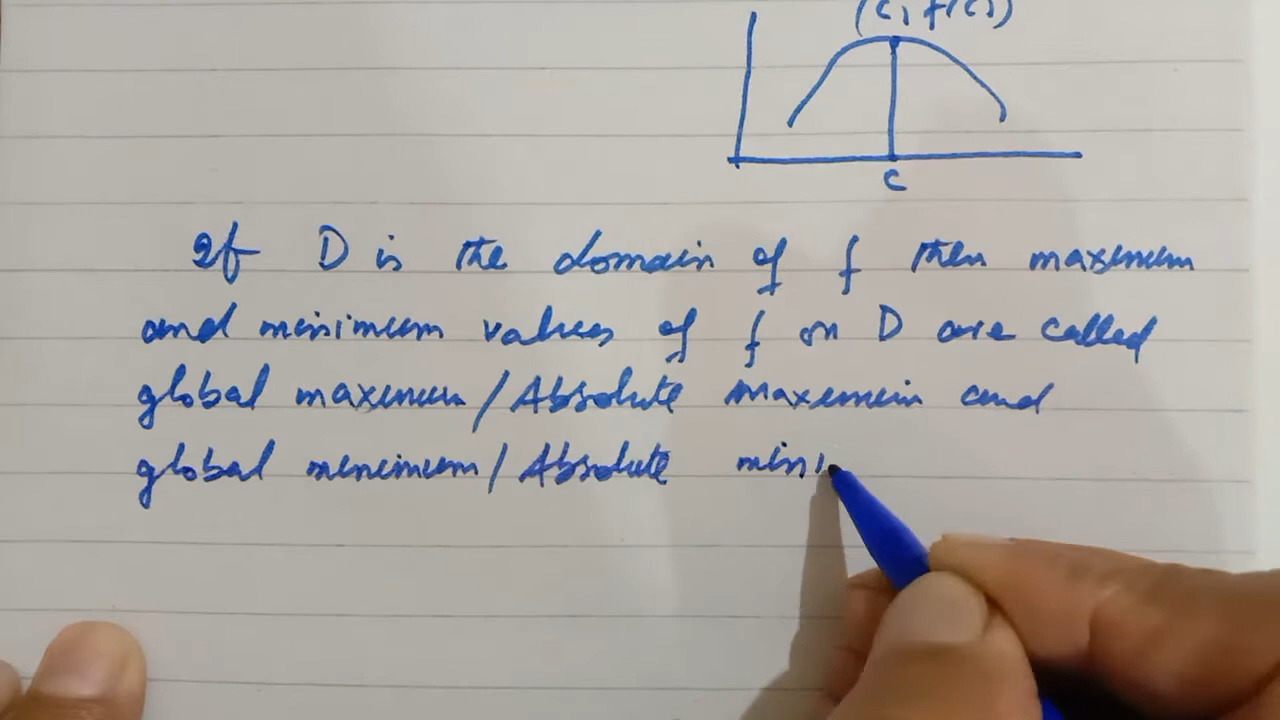 (c, f(c))
c
If D is the domain of f then maximum
and minimum values of f on D are called
global maximum/Absolute maximum and
global minimum/Absolute mini